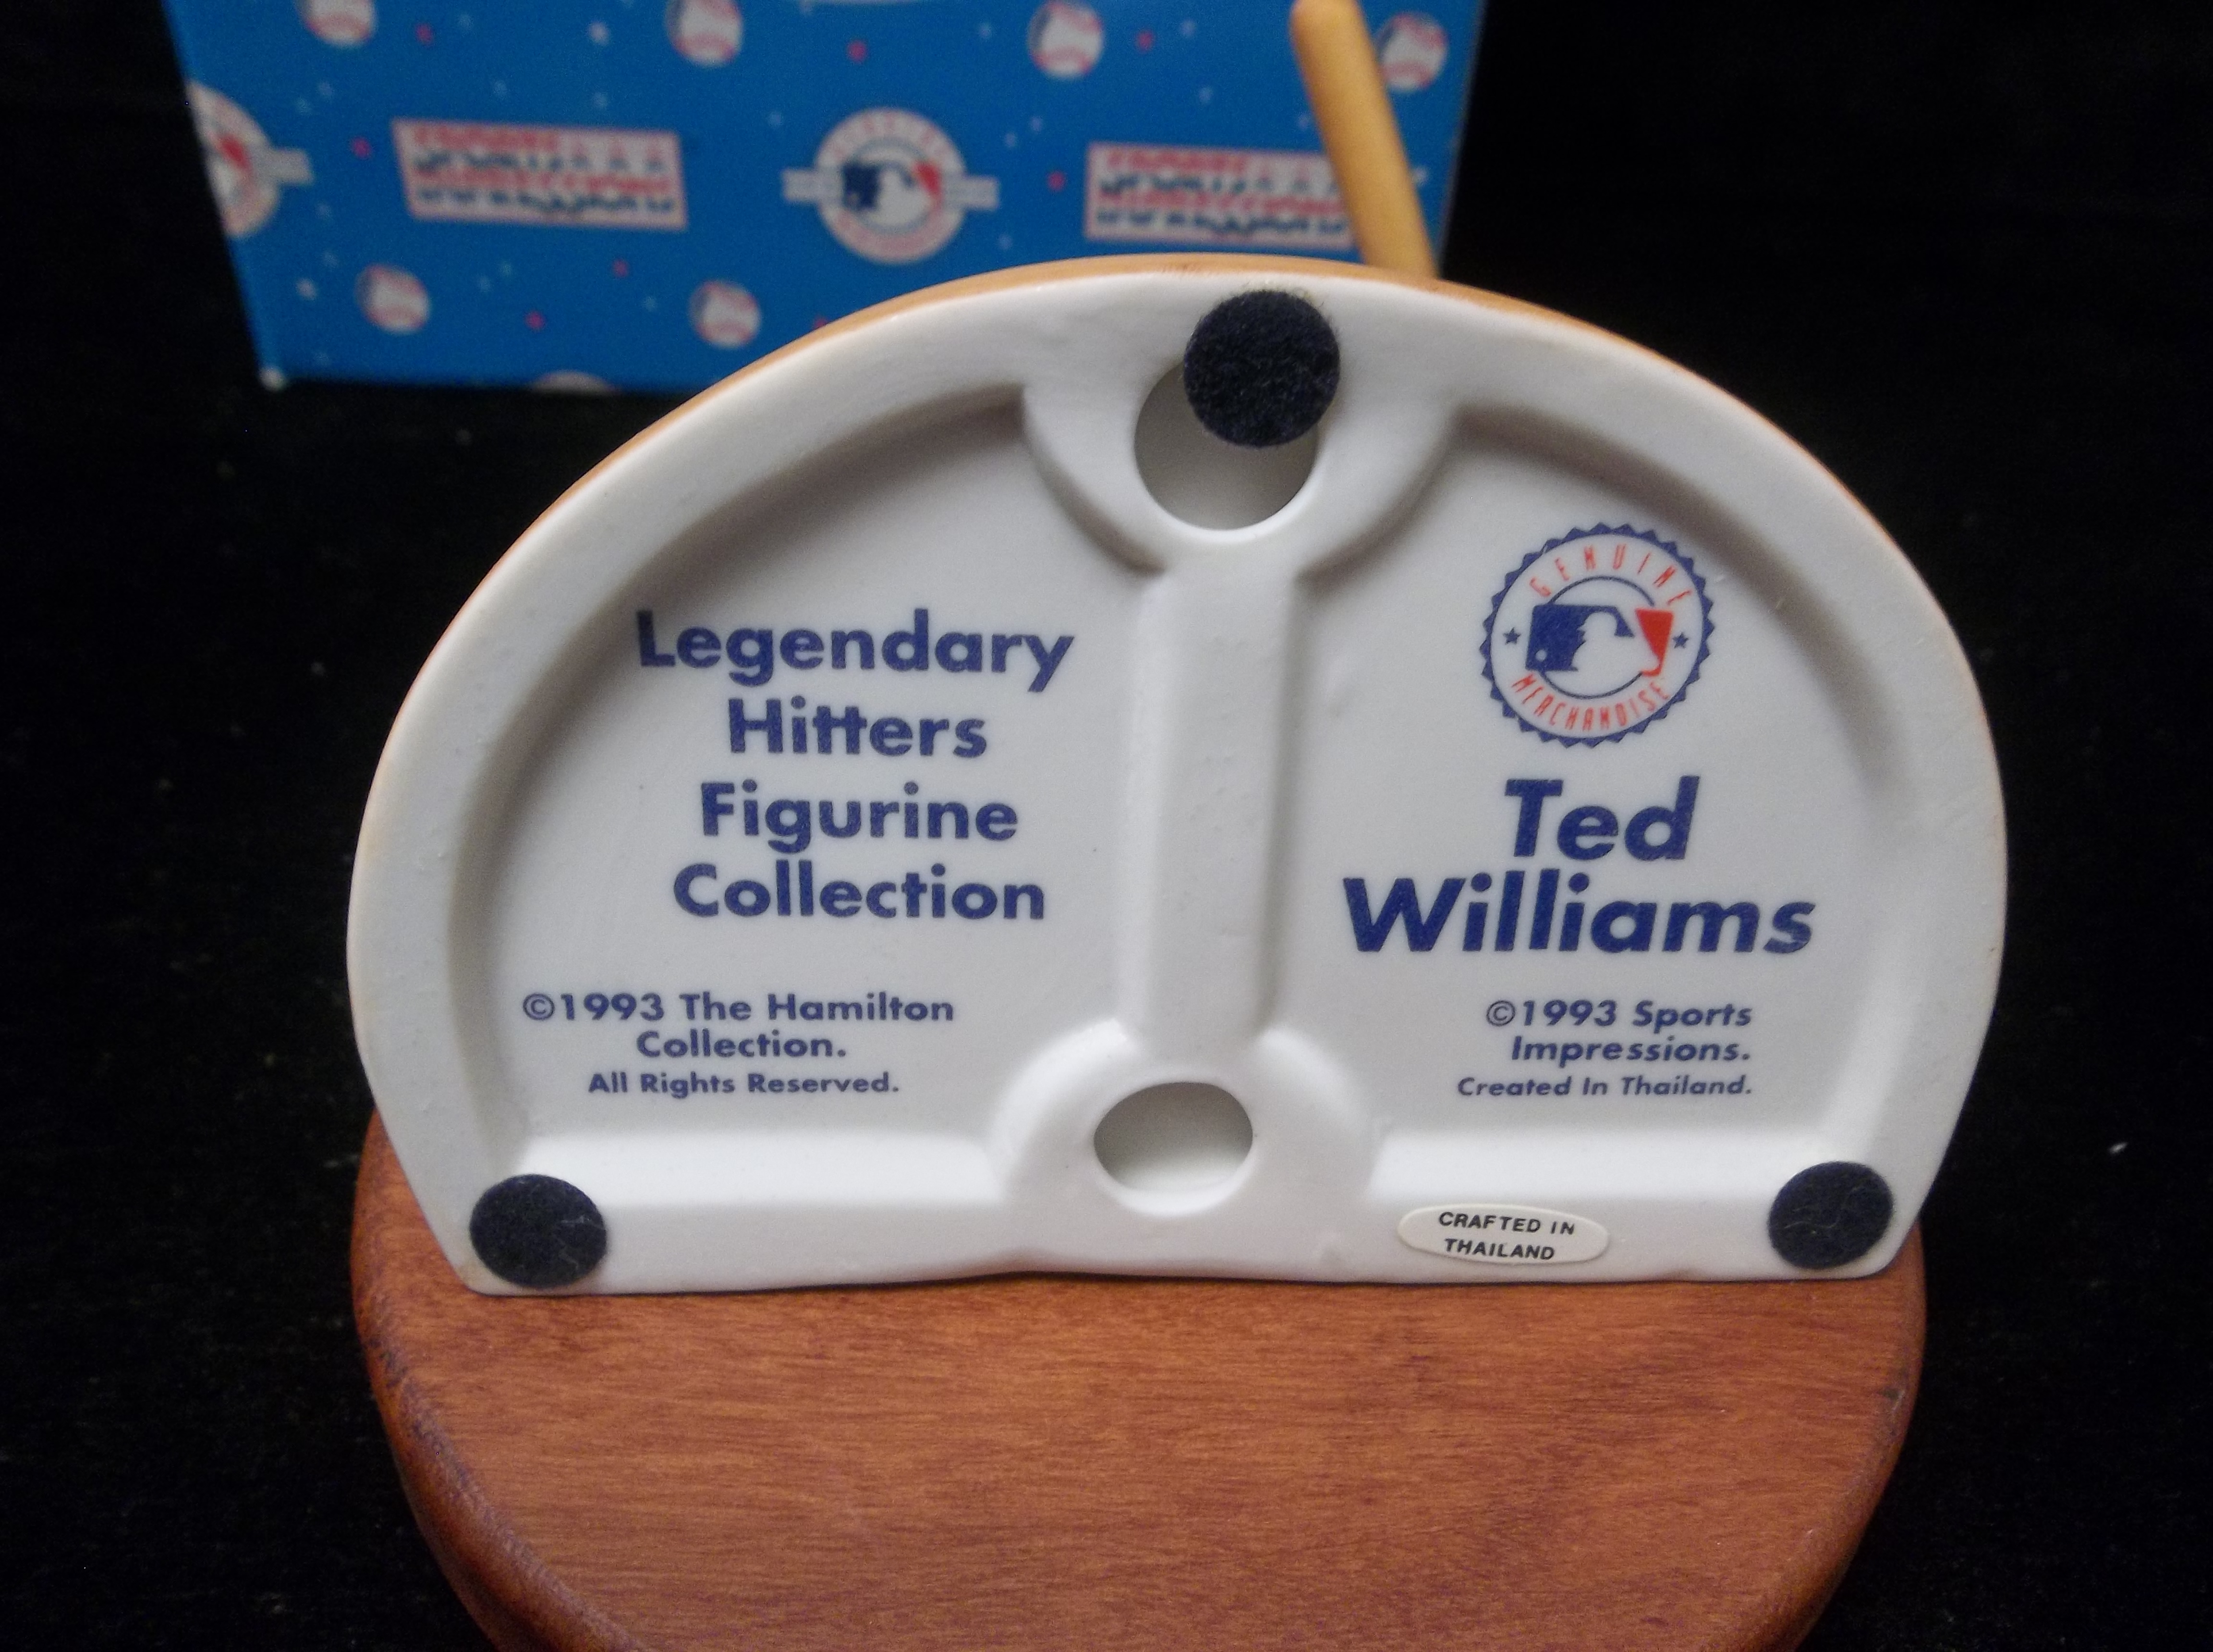 Legendary
Hitters
Figurine
Collection
©1993 The Hamilton
Collection.
All Rights Reserved.
GENUINE
MERCHANDISE
Ted
Williams
©1993 Sports
Impressions.
Created In Thailand.
CRAFTED IN
THAILAND